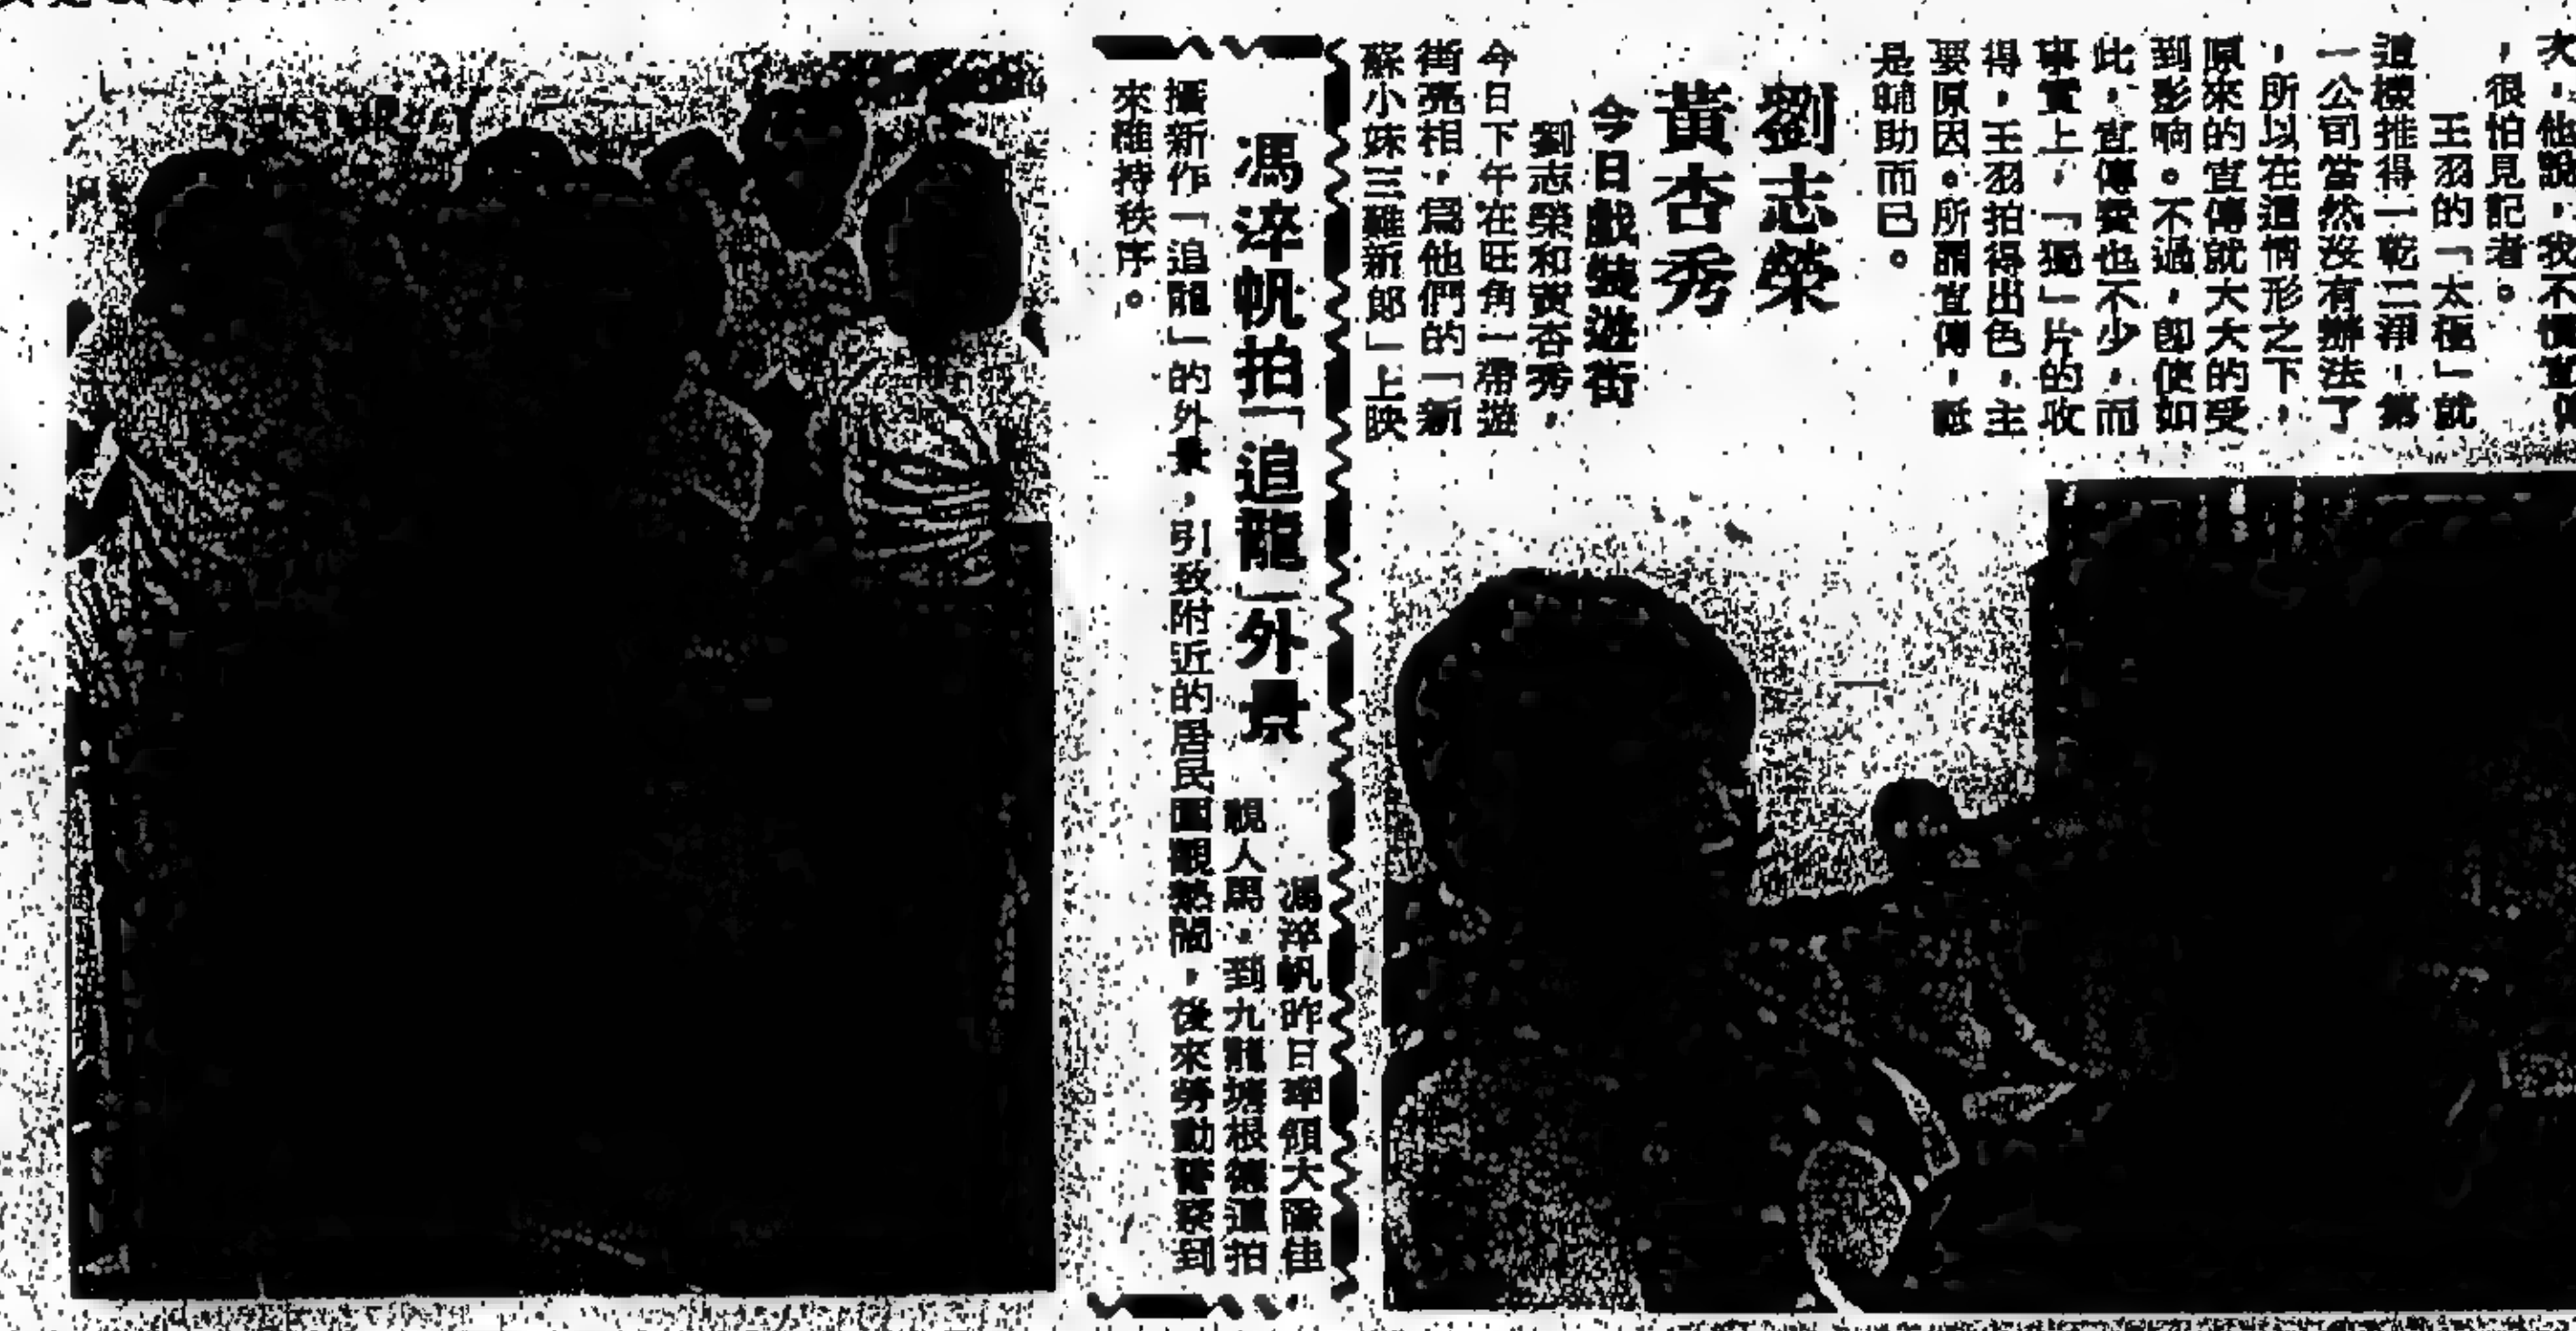 次，他說，我不慣宣傳
，很怕見記者。
王羽的「太極」就
這樣推得一乾二淨，第
一公司當然沒有辦法了
，所以在這情形之下，
原來的宣傳就大大的受
到影响。不過，即使如
此，宣傳費也不少，而
事實上，「獨」片的收
得，王羽拍得出色，主
要原因。所謂宣傳，祗
是輔助而已。
劉志榮
黃杏秀
今日戲裝遊街
劉志榮和黃杏秀，
今日下午在旺角一帶遊
街亮相，爲他們的「新
蘇小妹三難新郎」上映
馮淬帆拍「追龍」外景
馮淬帆昨日率領大隊佳
視人馬，到九龍塘根德道拍
攝新作「追龍」的外景，引致附近的居民圍觀熱鬧，後來勞動警察到
來維持秩序。